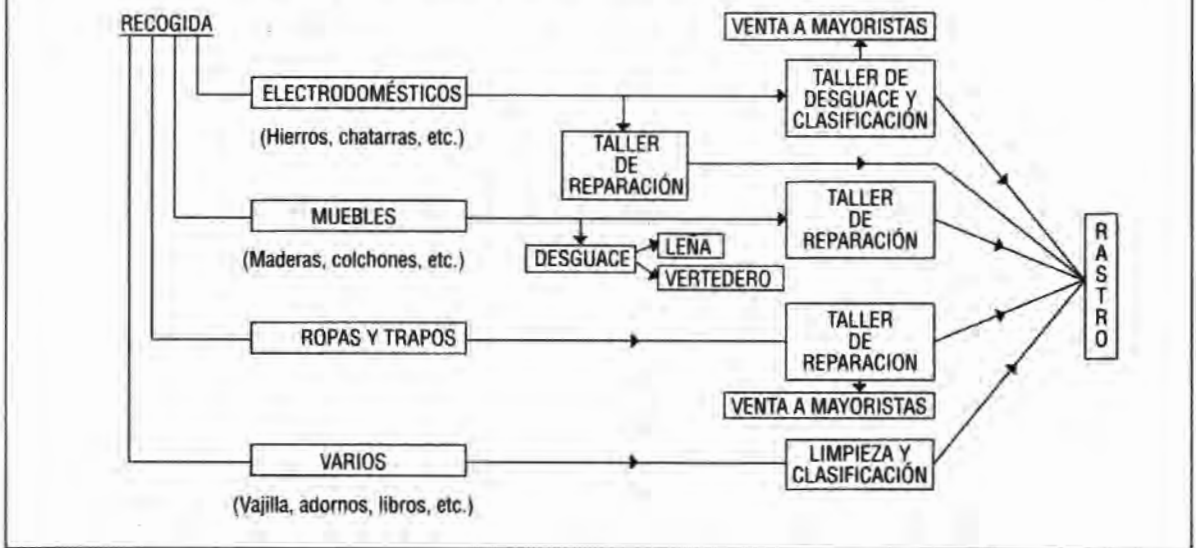 RECOGIDA
VENTA A MAYORISTAS
ELECTRODOMÉSTICOS
(Hierros, chatarras, etc.)
TALLER DE
DESGUACE Y
CLASIFICACIÓN
TALLER
DE
REPARACIÓN
MUEBLES
(Maderas, colchones, etc.)
TALLER
DE
REPARACIÓN
DESGUACE
LEÑA
VERTEDERO
RASTRO
ROPAS Y TRAPOS
TALLER
DE
REPARACION
VENTA A MAYORISTAS
VARIOS
(Vajilla, adornos, libros, etc.)
LIMPIEZA Y
CLASIFICACIÓN